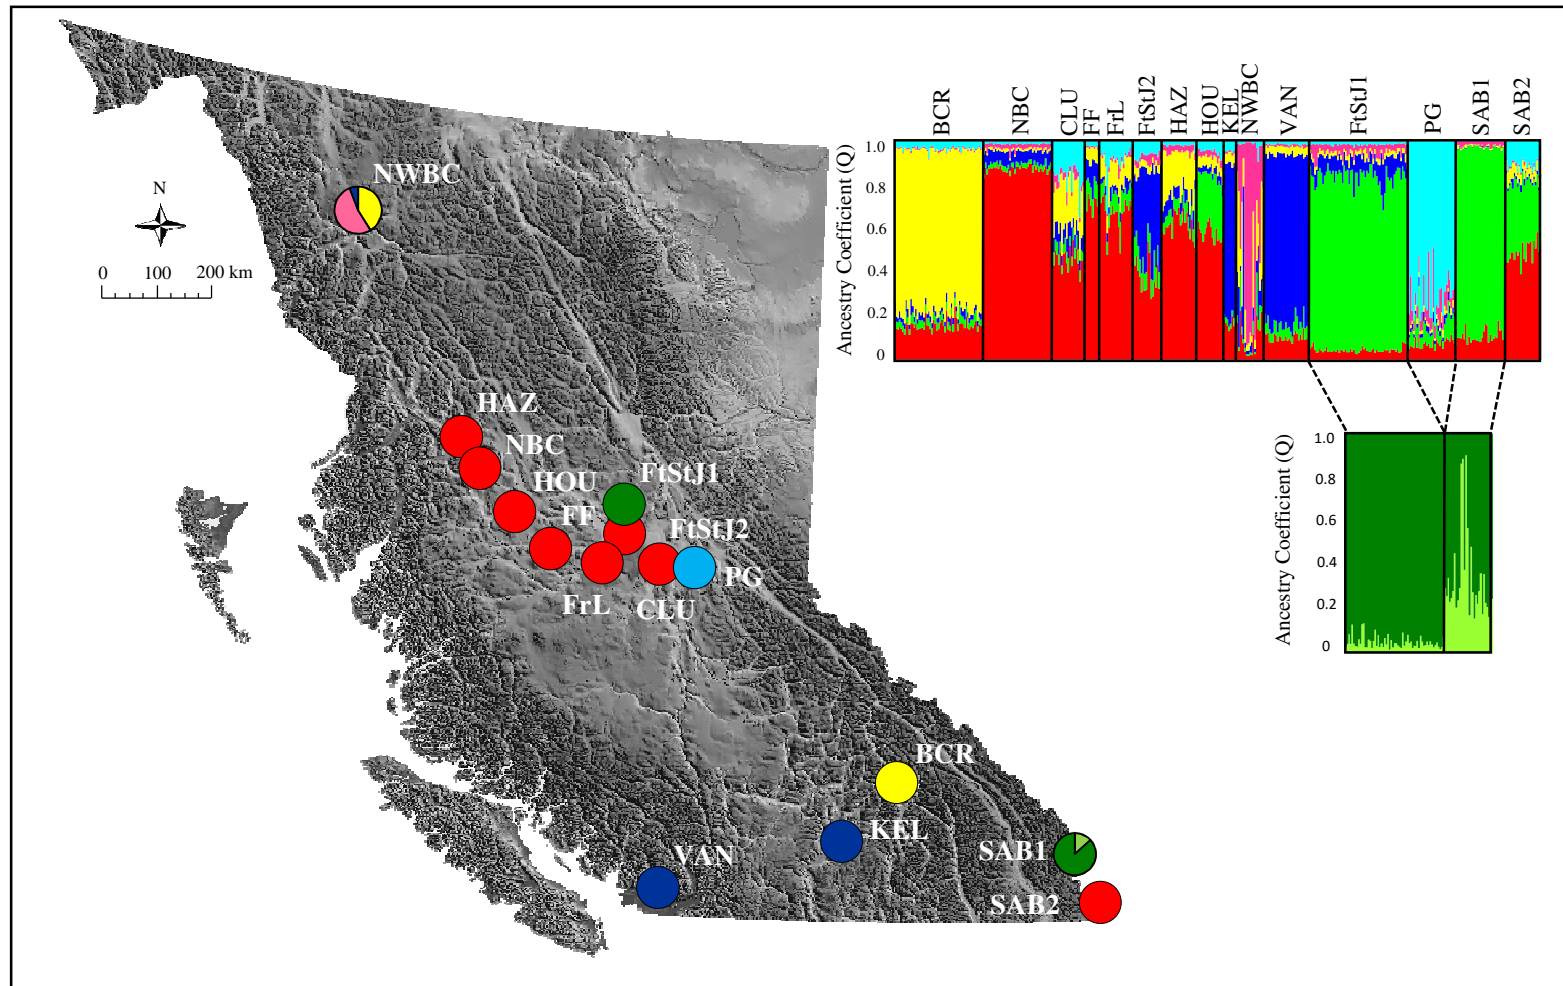 NWBC
N
0 100 200 km
HAZ
NBC
HOU
FtStJ1
FF
FtStJ2
PG
FrL
CLU
BCR
KEL
VAN
SAB1
SAB2
BCR
NBC
CLU
FF
FrL
FtStJ2
HAZ
HOU
KEL
NWBC
VAN
FtStJ1
PG
SAB1
SAB2
Ancestry Coefficient (Q)
1.0
0.8
0.6
0.4
0.2
0
Ancestry Coefficient (Q)
1.0
0.8
0.6
0.4
0.2
0